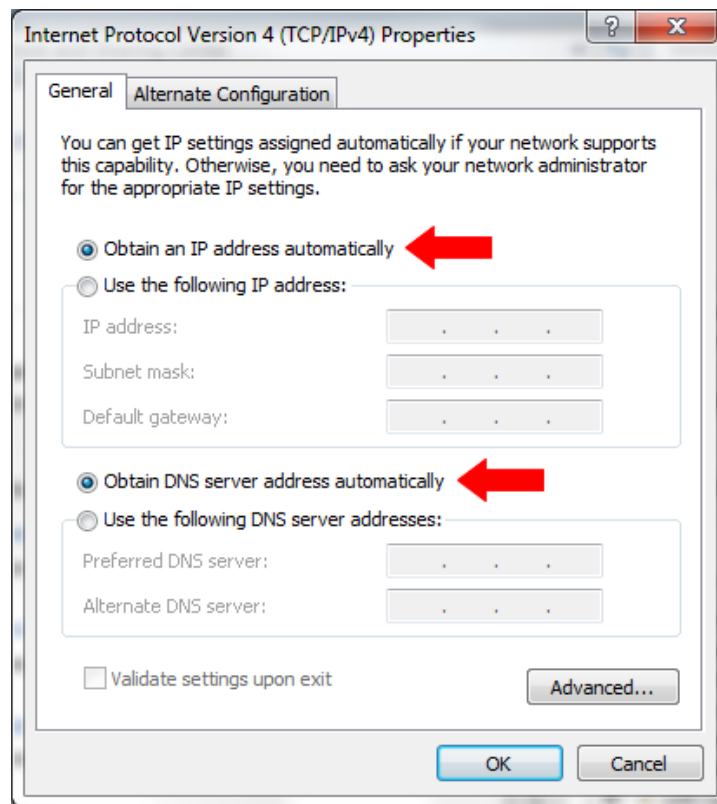 Internet Protocol Version 4 (TCP/IPv4) Properties
General
Alternate Configuration
You can get IP settings assigned automatically if your network supports
this capability. Otherwise, you need to ask your network administrator
for the appropriate IP settings.
Obtain an IP address automatically
Use the following IP address:
IP address:
Subnet mask:
Default gateway:
Obtain DNS server address automatically
Use the following DNS server addresses:
Preferred DNS server:
Alternate DNS server:
Validate settings upon exit
Advanced...
OK
Cancel